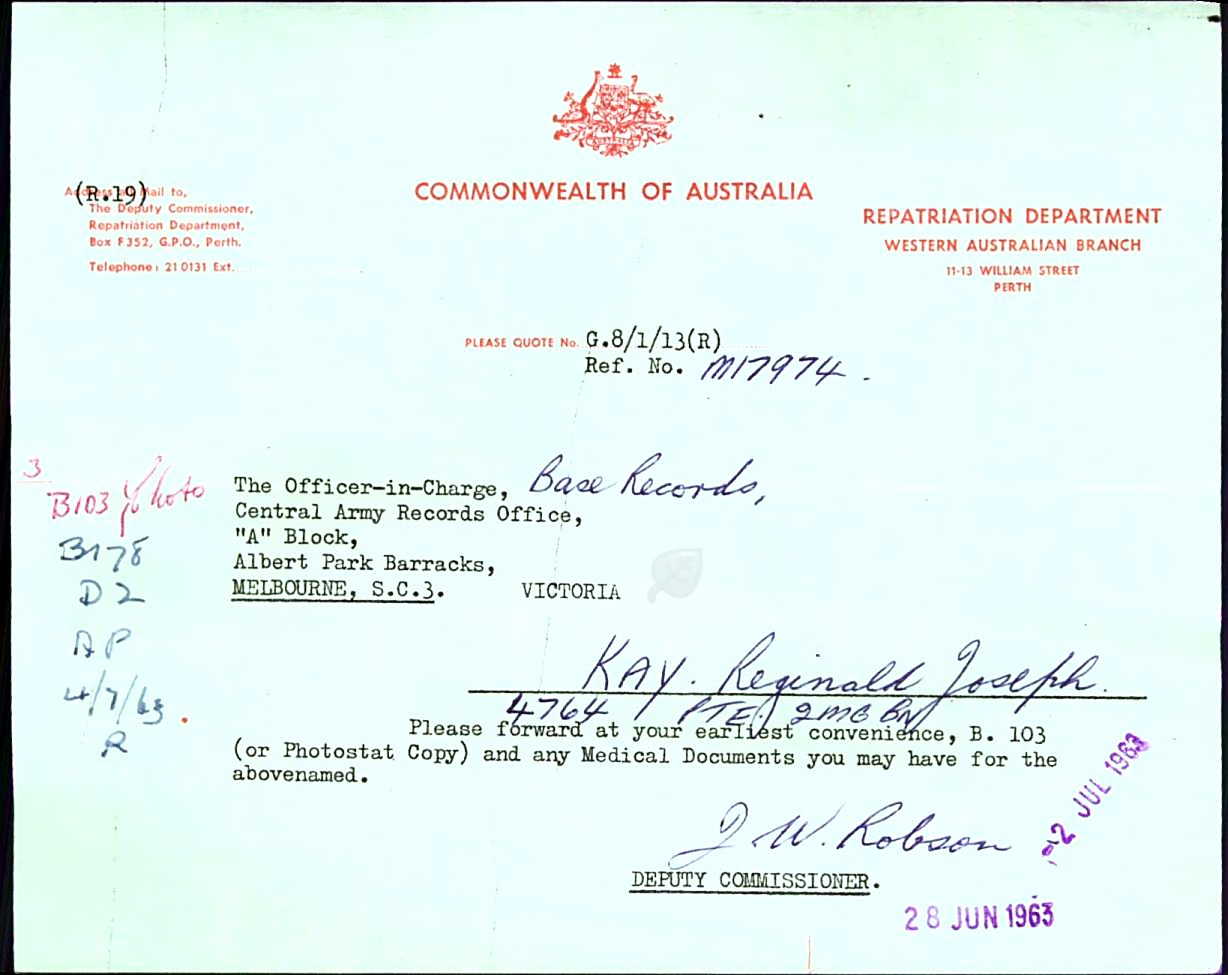 (R.19)
Address all Mail to,
The Deputy Commissioner,
Repatriation Department,
Box F352, G.P.O., Perth.
Telephone: 21 0131 Ext.
COMMONWEALTH OF AUSTRALIA
REPATRIATION DEPARTMENT
WESTERN AUSTRALIAN BRANCH
11-13 WILLIAM STREET
PERTH
PLEASE QUOTE No. G.8/1/13(R)
Ref. No. M17974.
3
B103 Photo
B178
D2
AP
4/7/63.
R
The Officer-in-Charge, Base Records,
Central Army Records Office,
"A" Block,
Albert Park Barracks,
MELBOURNE, S.C.3. VICTORIA
KAY. Reginald Joseph.
4764 PTE. 2 MG BN
Please forward at your earliest convenience, B. 103
(or Photostat Copy) and any Medical Documents you may have for the
abovenamed.
J. W. Robson
DEPUTY COMMISSIONER.
-2 JUL 1963
28 JUN 1963